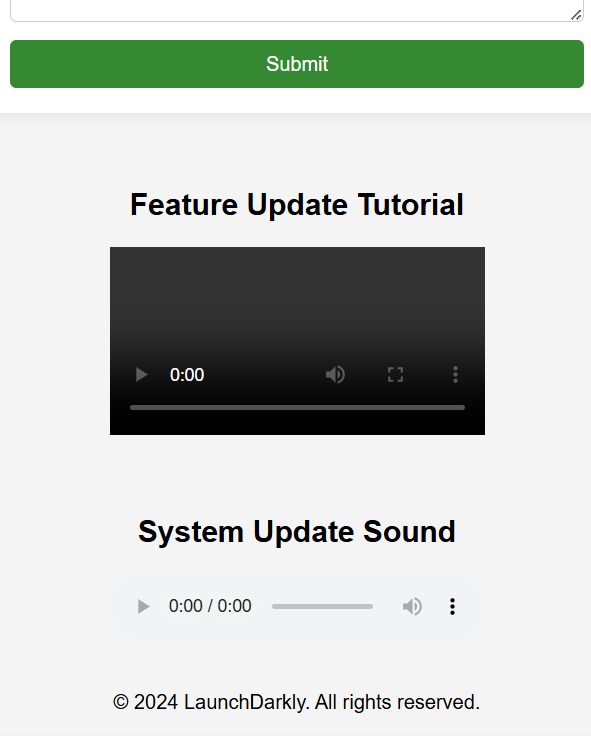 Submit
Feature Update Tutorial
0:00
System Update Sound
0:00 / 0:00
© 2024 LaunchDarkly. All rights reserved.